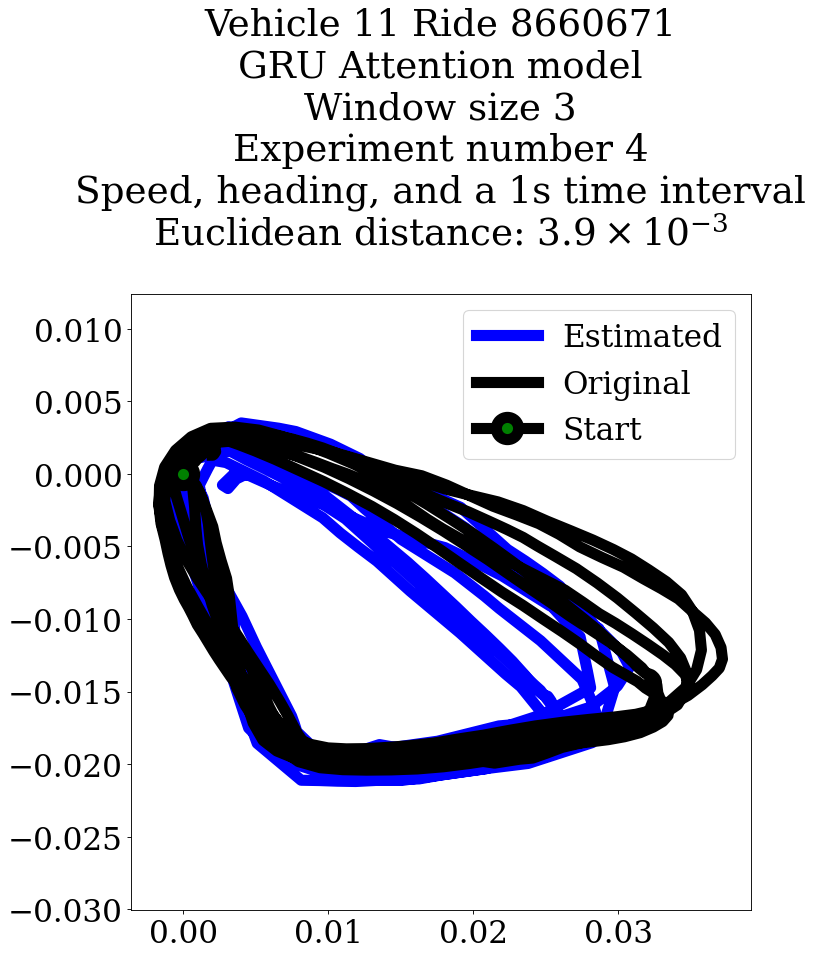 Vehicle 11 Ride 8660671
GRU Attention model
Window size 3
Experiment number 4
Speed, heading, and a 1s time interval
Euclidean distance: 3.9 × 10⁻³
Estimated
Original
Start
0.010
0.005
0.000
−0.005
−0.010
−0.015
−0.020
−0.025
−0.030
0.00 0.01 0.02 0.03